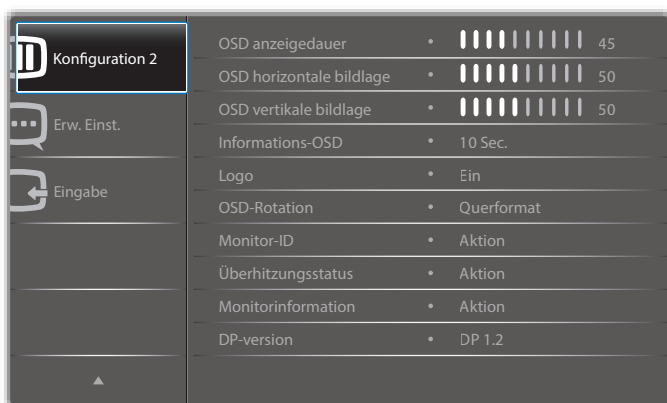 Konfiguration 2
Erw. Einst.
Eingabe
OSD anzeigedauer • 45
OSD horizontale bildlage • 50
OSD vertikale bildlage • 50
Informations-OSD • 10 Sec.
Logo • Ein
OSD-Rotation • Querformat
Monitor-ID • Aktion
Überhitzungsstatus • Aktion
Monitorinformation • Aktion
DP-version • DP 1.2